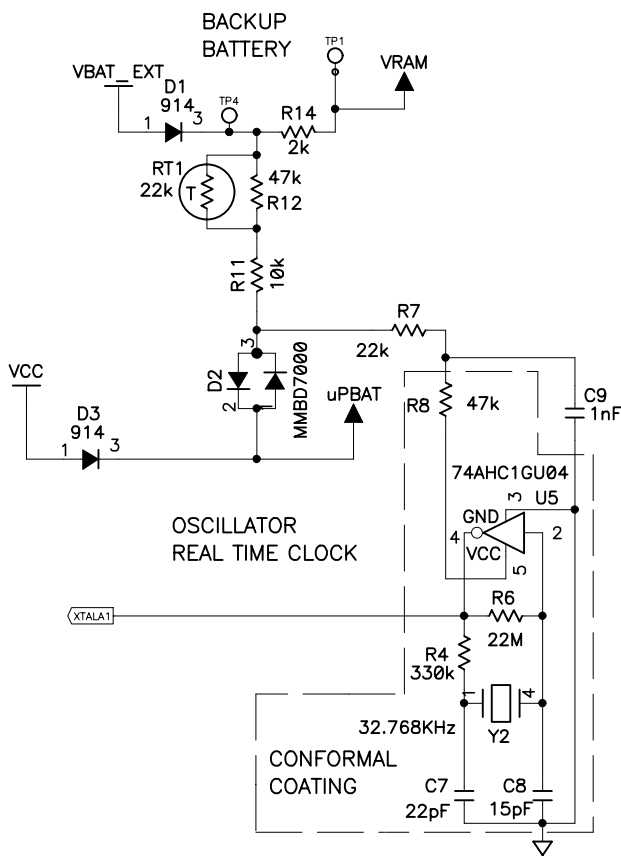 BACKUP
BATTERY
TP1
VRAM
VBAT_EXT
D1
914
1
3
TP4
R14
2k
RT1
22k
T
47k
R12
R11
10k
R7
22k
3
VCC
D2
2
1
MMBD7000
uPBAT
R8
47k
C9
1nF
D3
914
1
3
74AHC1GU04
3
U5
GND
4
2
VCC
5
OSCILLATOR
REAL TIME CLOCK
XTALA1
R6
22M
R4
330k
1
4
32.768KHz
Y2
CONFORMAL
COATING
C7
22pF
C8
15pF